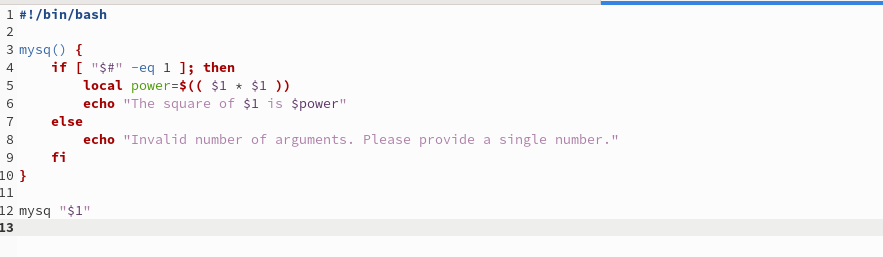 1 #!/bin/bash
2
3 mysq() {
4     if [ "$#" -eq 1 ]; then
5         local power=$(( $1 * $1 ))
6         echo "The square of $1 is $power"
7     else
8         echo "Invalid number of arguments. Please provide a single number."
9     fi
10 }
11
12 mysq "$1"
13